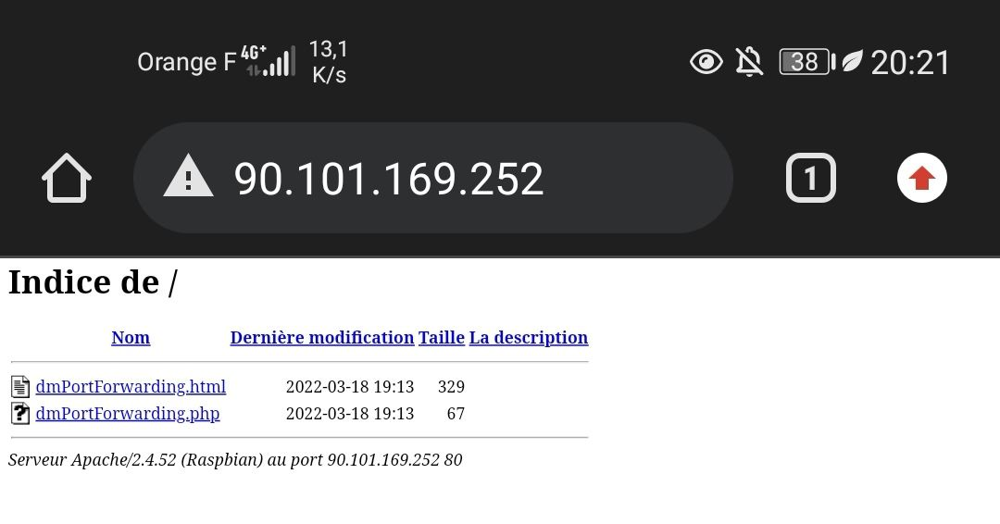 Orange F 4G+ 13,1 K/s 38 20:21
90.101.169.252 1
Indice de /
Nom Dernière modification Taille La description
dmPortForwarding.html 2022-03-18 19:13 329
dmPortForwarding.php 2022-03-18 19:13 67
Serveur Apache/2.4.52 (Raspbian) au port 90.101.169.252 80